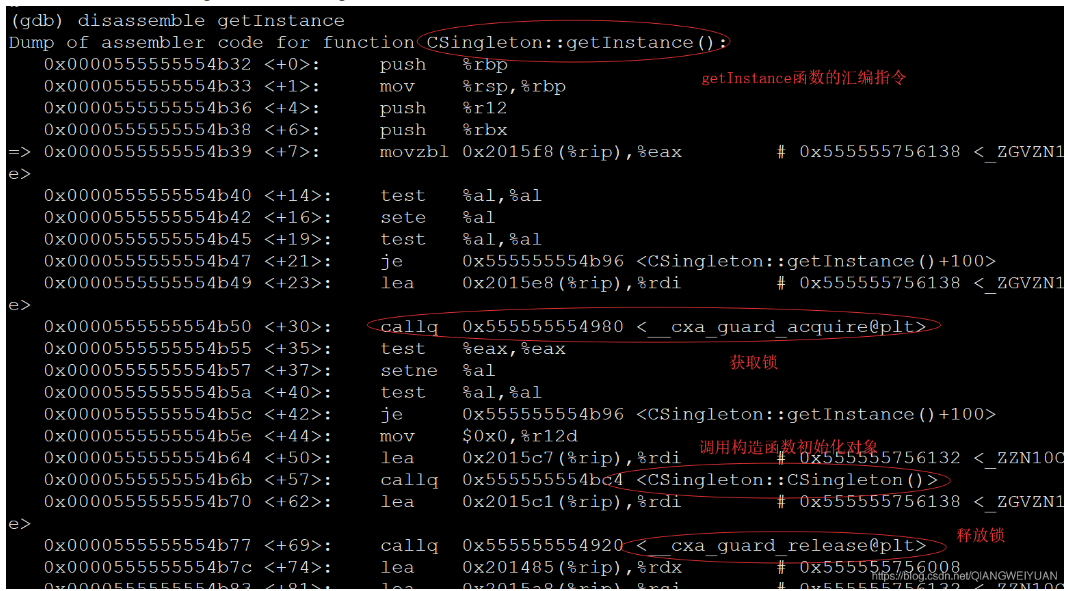 (gdb) disassemble getInstance
Dump of assembler code for function CSingleton::getInstance():
0x0000555555554b32 <+0>: push %rbp
0x0000555555554b33 <+1>: mov %rsp,%rbp
getInstance函数的汇编指令
0x0000555555554b36 <+4>: push %r12
0x0000555555554b38 <+6>: push %rbx
=> 0x0000555555554b39 <+7>: movzbl 0x2015f8(%rip),%eax # 0x555555756138 <_ZGVZN1
e>
0x0000555555554b40 <+14>: test %al,%al
0x0000555555554b42 <+16>: sete %al
0x0000555555554b45 <+19>: test %al,%al
0x0000555555554b47 <+21>: je 0x555555554b96 <CSingleton::getInstance()+100>
0x0000555555554b49 <+23>: lea 0x2015e8(%rip),%rdi # 0x555555756138 <_ZGVZN1
e>
0x0000555555554b50 <+30>: callq 0x555555554980 <__cxa_guard_acquire@plt>
0x0000555555554b55 <+35>: test %eax,%eax
获取锁
0x0000555555554b57 <+37>: setne %al
0x0000555555554b5a <+40>: test %al,%al
0x0000555555554b5c <+42>: je 0x555555554b96 <CSingleton::getInstance()+100>
0x0000555555554b5e <+44>: mov $0x0,%r12d
调用构造函数初始化对象
0x0000555555554b64 <+50>: lea 0x2015c7(%rip),%rdi # 0x555555756132 <_ZZN10C
0x0000555555554b6b <+57>: callq 0x555555554bc4 <CSingleton::CSingleton()>
0x0000555555554b70 <+62>: lea 0x2015c1(%rip),%rdi # 0x555555756138 <_ZGVZN1
e>
释放锁
0x0000555555554b77 <+69>: callq 0x555555554920 <__cxa_guard_release@plt>
0x0000555555554b7c <+74>: lea 0x201485(%rip),%rdx # 0x555555756008
https://blog.csdn.net/QIANGWEIYUAN